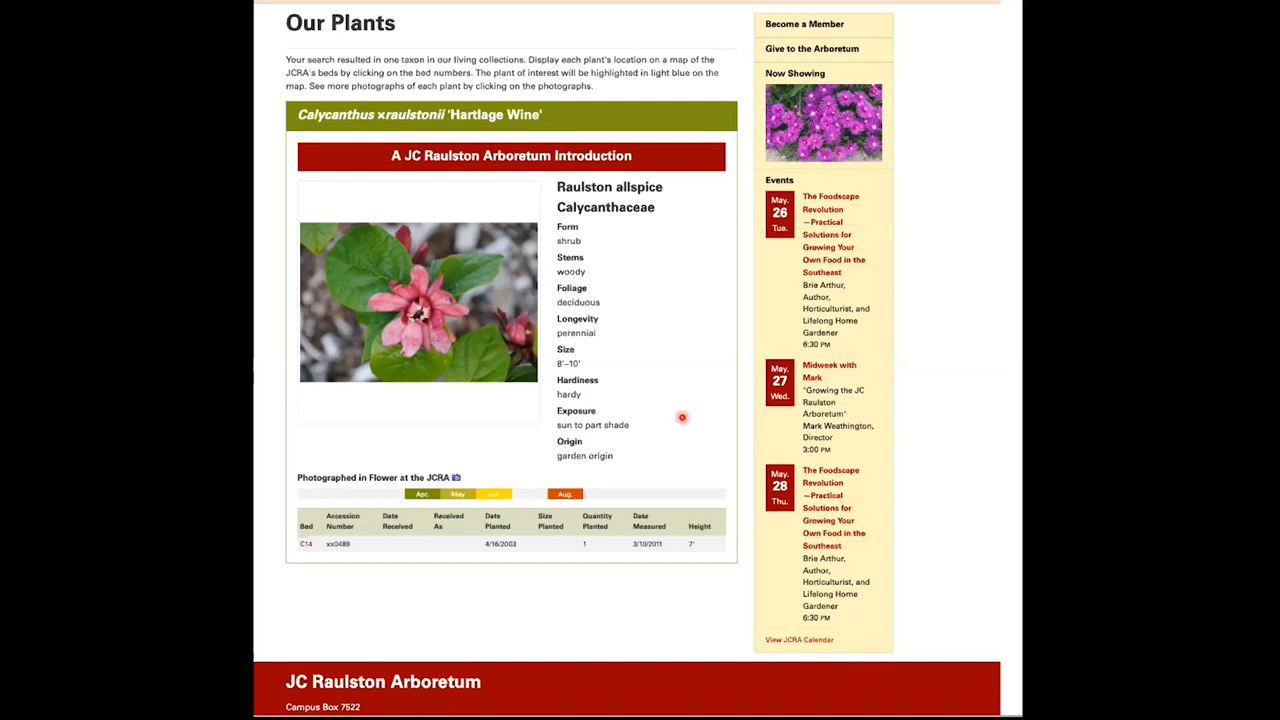 Our Plants
Your search resulted in one taxon in our living collections. Display each plant's location on a map of the
JCRA's beds by clicking on the bed numbers. The plant of interest will be highlighted in light blue on the
map. See more photographs of each plant by clicking on the photographs.
Calycanthus ×raulstonii 'Hartlage Wine'
A JC Raulston Arboretum Introduction
Raulston allspice
Calycanthaceae
Form
shrub
Stems
woody
Foliage
deciduous
Longevity
perennial
Size
8'–10'
Hardiness
hardy
Exposure
sun to part shade
Origin
garden origin
Photographed in Flower at the JCRA
Apr. May Jun. Aug.
Bed Accession Number Date Received Received As Date Planted Size Planted Quantity Planted Date Measured Height
C14 xx0489 4/16/2003 1 3/10/2011 7'
Become a Member
Give to the Arboretum
Now Showing
Events
May.
26
Tue.
The Foodscape
Revolution
—Practical
Solutions for
Growing Your
Own Food in the
Southeast
Brie Arthur,
Author,
Horticulturist, and
Lifelong Home
Gardener
6:30 PM
May.
27
Wed.
Midweek with
Mark
"Growing the JC
Raulston
Arboretum"
Mark Weathington,
Director
3:00 PM
May.
28
Thu.
The Foodscape
Revolution
—Practical
Solutions for
Growing Your
Own Food in the
Southeast
Brie Arthur,
Author,
Horticulturist, and
Lifelong Home
Gardener
6:30 PM
View JCRA Calendar
JC Raulston Arboretum
Campus Box 7522